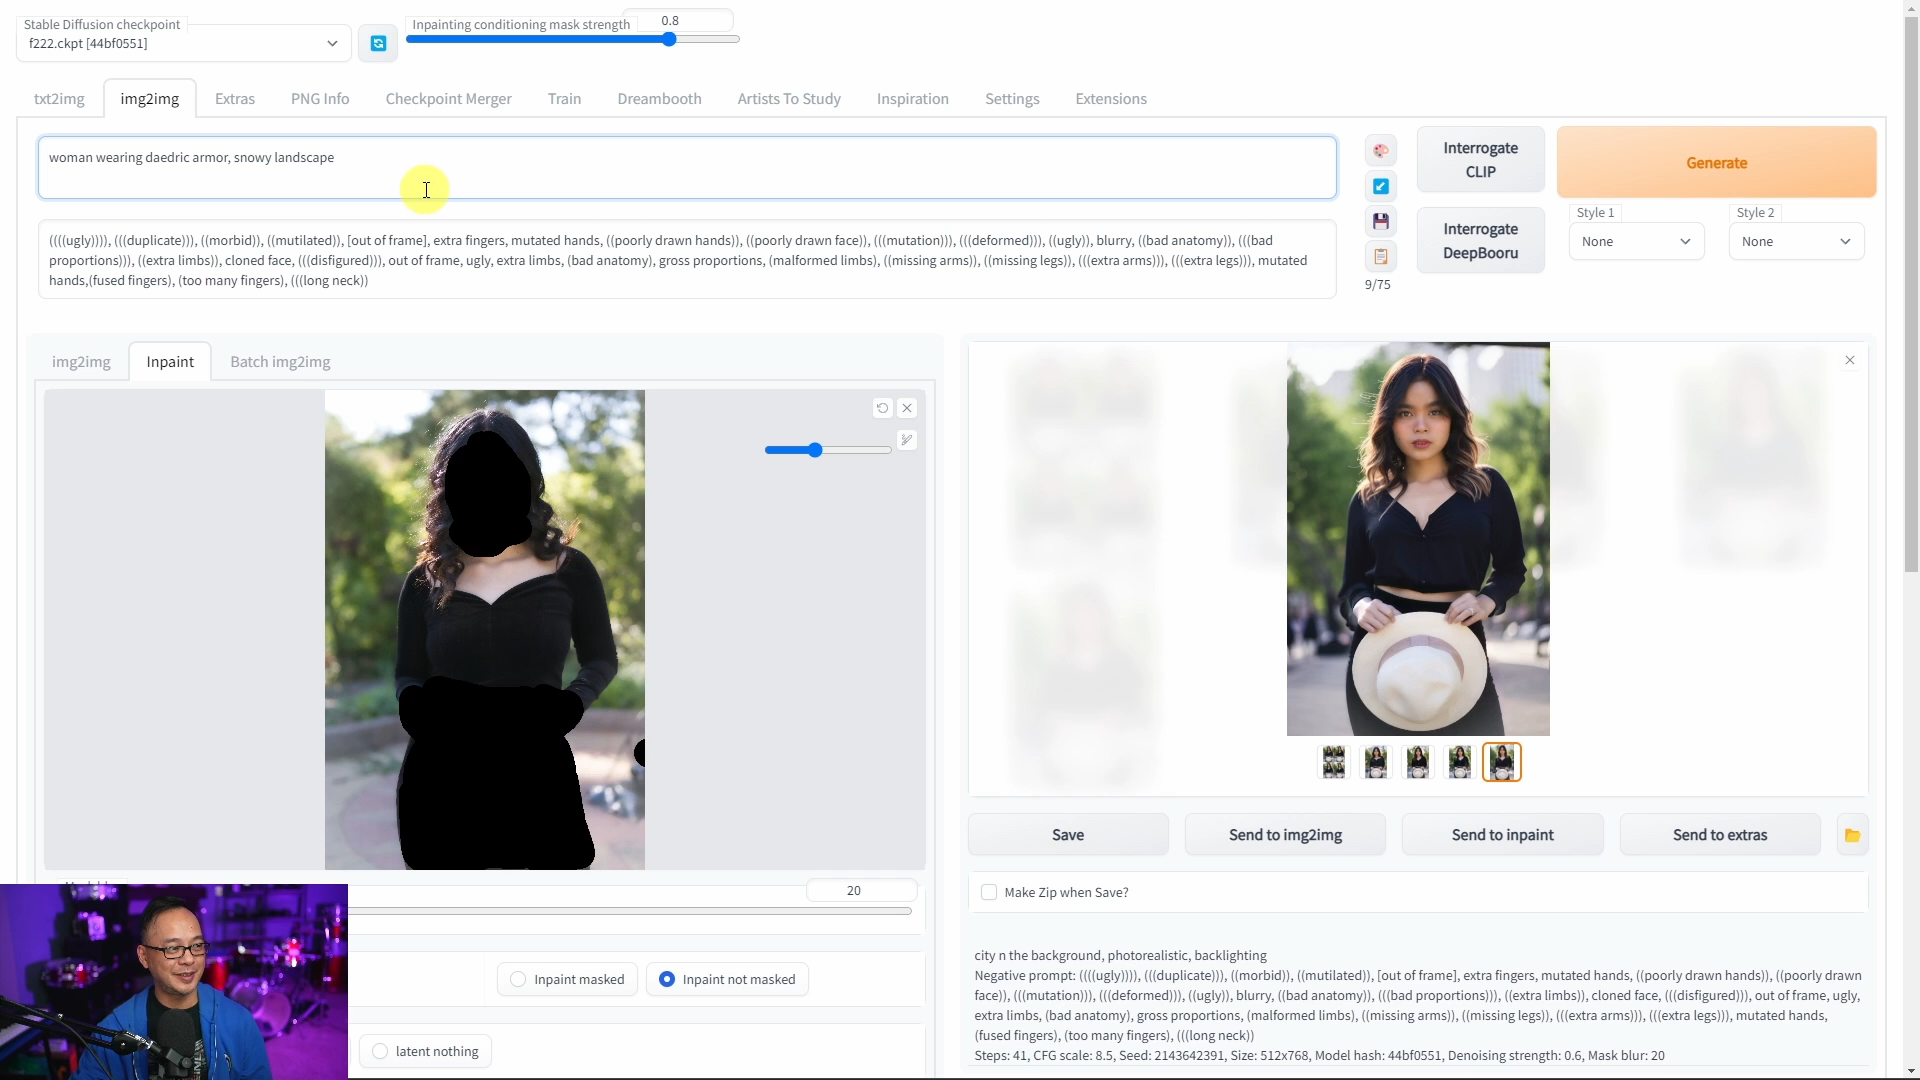 Stable Diffusion checkpoint
f222.ckpt [44bf0551]
Inpainting conditioning mask strength
0.8
txt2img
img2img
Extras
PNG Info
Checkpoint Merger
Train
Dreambooth
Artists To Study
Inspiration
Settings
Extensions
woman wearing daedric armor, snowy landscape
((((ugly)))), (((duplicate))), ((morbid)), ((mutilated)), [out of frame], extra fingers, mutated hands, ((poorly drawn hands)), ((poorly drawn face)), (((mutation))), (((deformed))), ((ugly)), blurry, ((bad anatomy)), (((bad
proportions))), ((extra limbs)), cloned face, (((disfigured))), out of frame, ugly, extra limbs, (bad anatomy), gross proportions, (malformed limbs), ((missing arms)), ((missing legs)), (((extra arms))), (((extra legs))), mutated
hands,(fused fingers), (too many fingers), (((long neck))
9/75
Interrogate
CLIP
Interrogate
DeepBooru
Generate
Style 1
None
Style 2
None
img2img
Inpaint
Batch img2img
20
Inpaint masked
Inpaint not masked
latent nothing
Save
Send to img2img
Send to inpaint
Send to extras
Make Zip when Save?
city n the background, photorealistic, backlighting
Negative prompt: ((((ugly)))), (((duplicate))), ((morbid)), ((mutilated)), [out of frame], extra fingers, mutated hands, ((poorly drawn hands)), ((poorly drawn
face)), (((mutation))), (((deformed))), ((ugly)), blurry, ((bad anatomy)), (((bad proportions))), ((extra limbs)), cloned face, (((disfigured))), out of frame, ugly,
extra limbs, (bad anatomy), gross proportions, (malformed limbs), ((missing arms)), ((missing legs)), (((extra arms))), (((extra legs))), mutated hands,
(fused fingers), (too many fingers), (((long neck))
Steps: 41, CFG scale: 8.5, Seed: 2143642391, Size: 512x768, Model hash: 44bf0551, Denoising strength: 0.6, Mask blur: 20